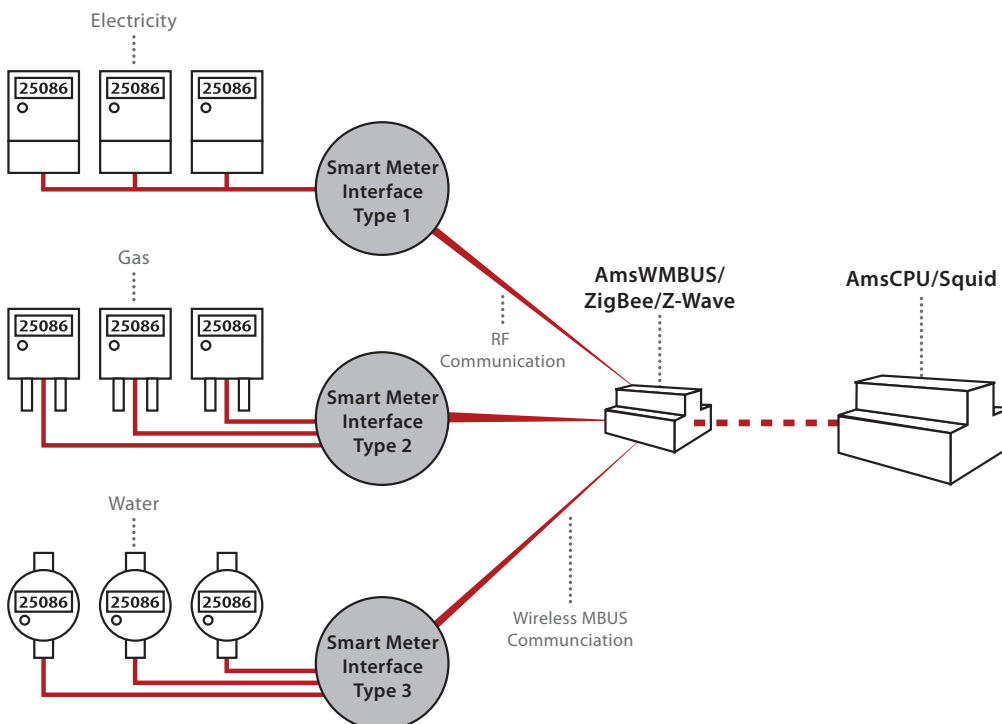 Electricity
25086
25086
25086
Smart Meter
Interface
Type 1
Gas
25086
25086
25086
Smart Meter
Interface
Type 2
RF
Communication
AmsWMBUS/
ZigBee/Z-Wave
AmsCPU/Squid
Water
25086
25086
25086
Smart Meter
Interface
Type 3
Wireless MBUS
Communciation